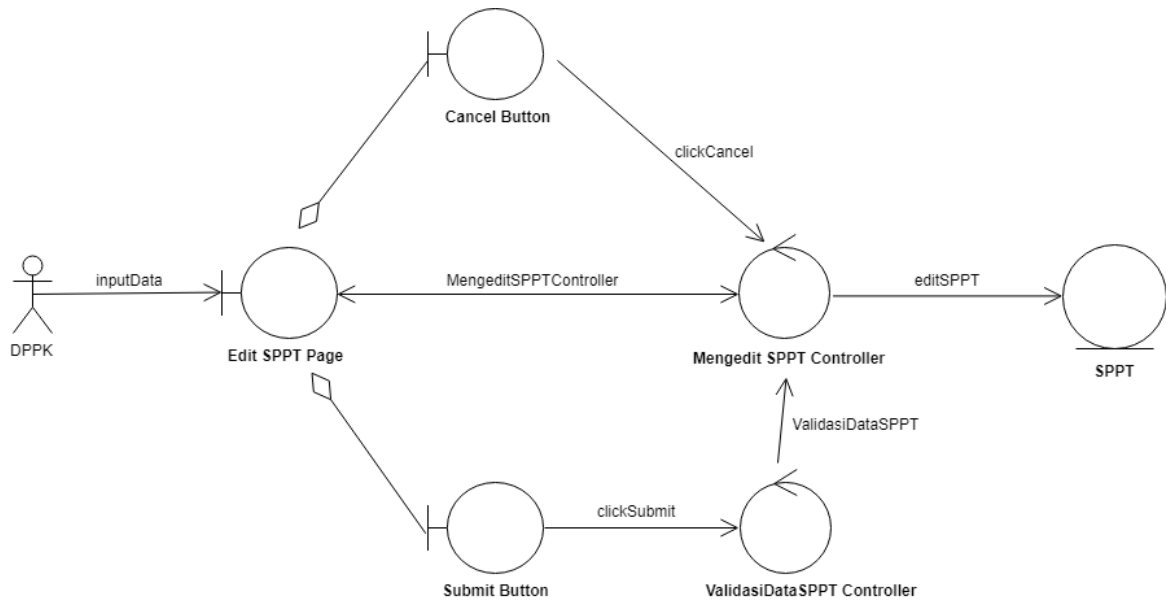 Cancel Button
clickCancel
inputData
MengeditSPPTController
editSPPT
DPPK
Edit SPPT Page
Mengedit SPPT Controller
SPPT
ValidasiDataSPPT
clickSubmit
Submit Button
ValidasiDataSPPT Controller